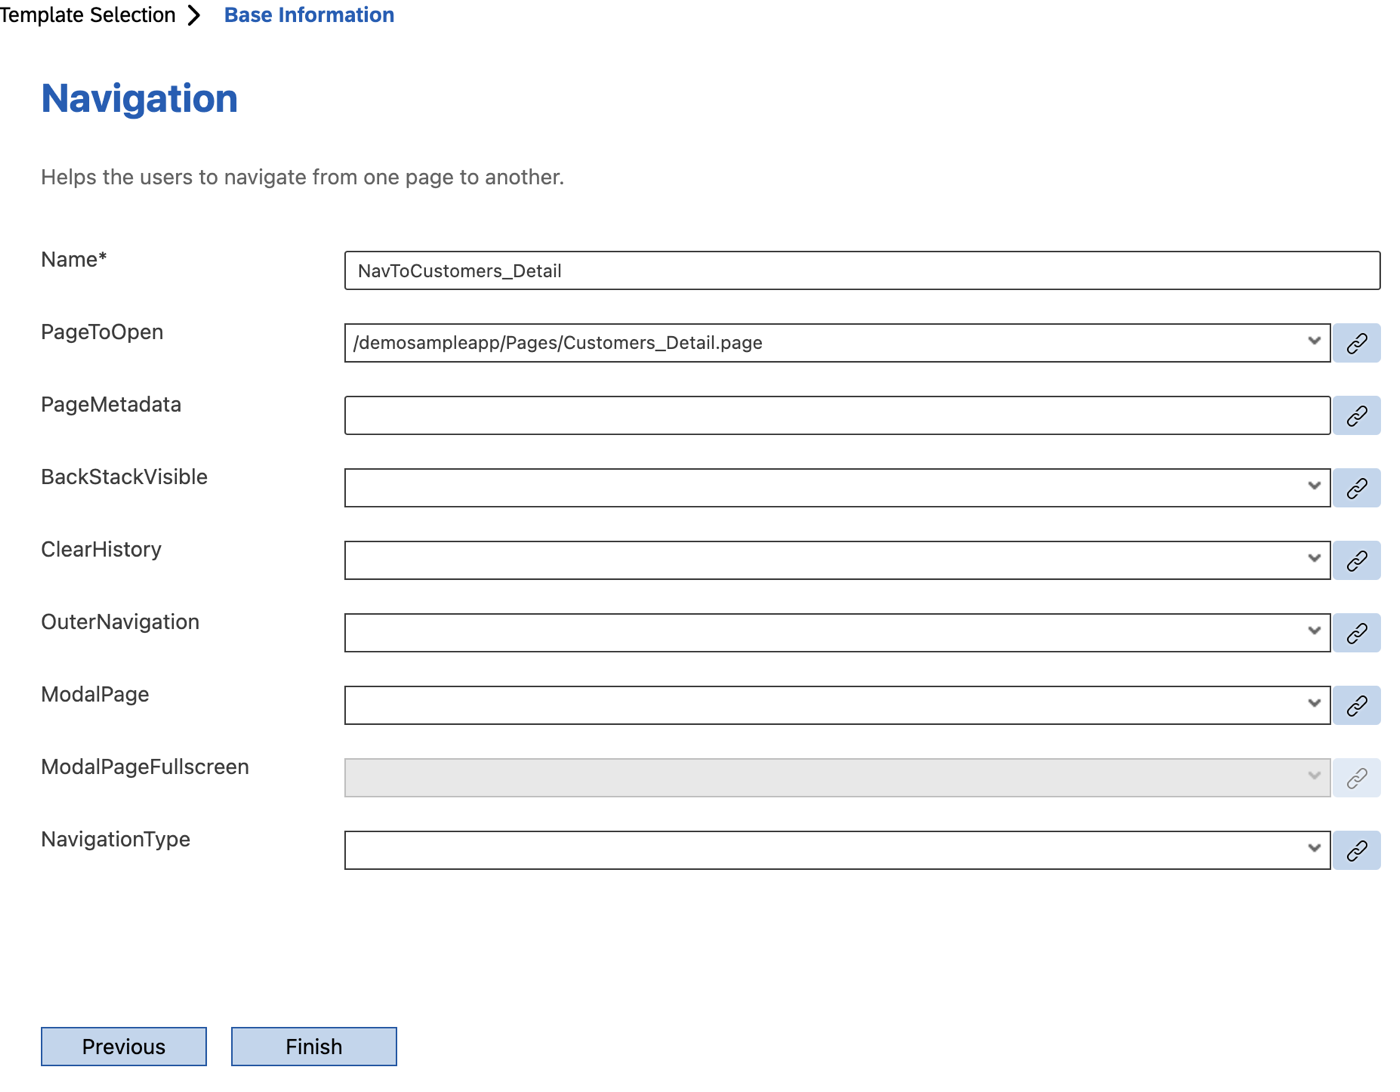 Template Selection > Base Information
Navigation
Helps the users to navigate from one page to another.
Name* NavToCustomers_Detail
PageToOpen /demosampleapp/Pages/Customers_Detail.page
PageMetadata
BackStackVisible
ClearHistory
OuterNavigation
ModalPage
ModalPageFullscreen
NavigationType
Previous Finish